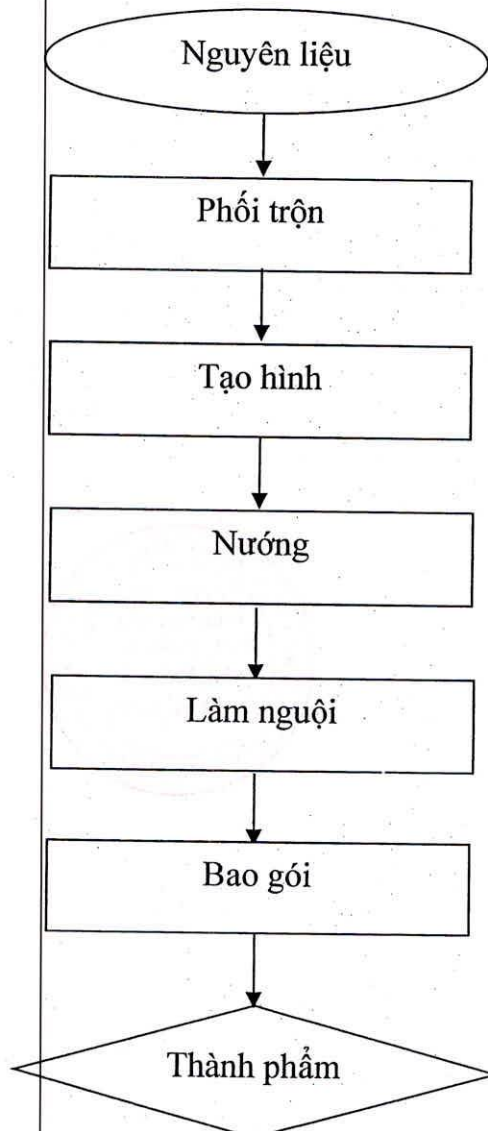 Nguyên liệu
Phối trộn
Tạo hình
Nướng
Làm nguội
Bao gói
Thành phẩm